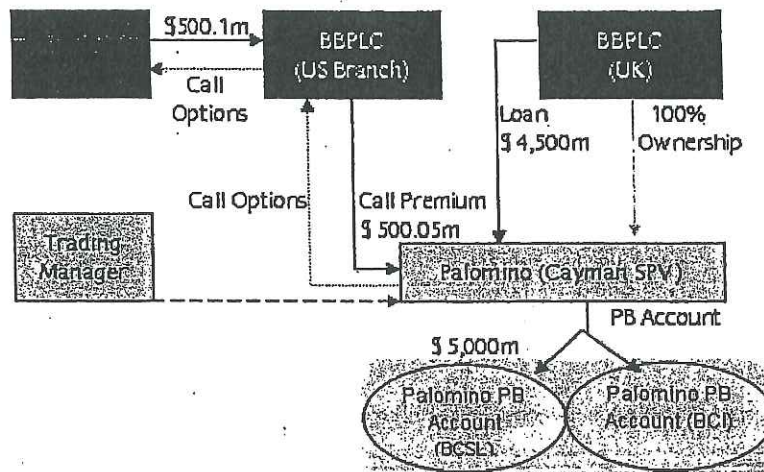 $500.1m
BBPLC
(US Branch)
BBPLC
(UK)
Call
Options
Loan
$4,500m
100%
Ownership
Call Options
Call Premium
$500.05m
Trading
Manager
Palomino (Cayman SPV)
PB Account
$5,000m
Palomino PB
Account
(BCSL)
Palomino PB
Account (BCI)